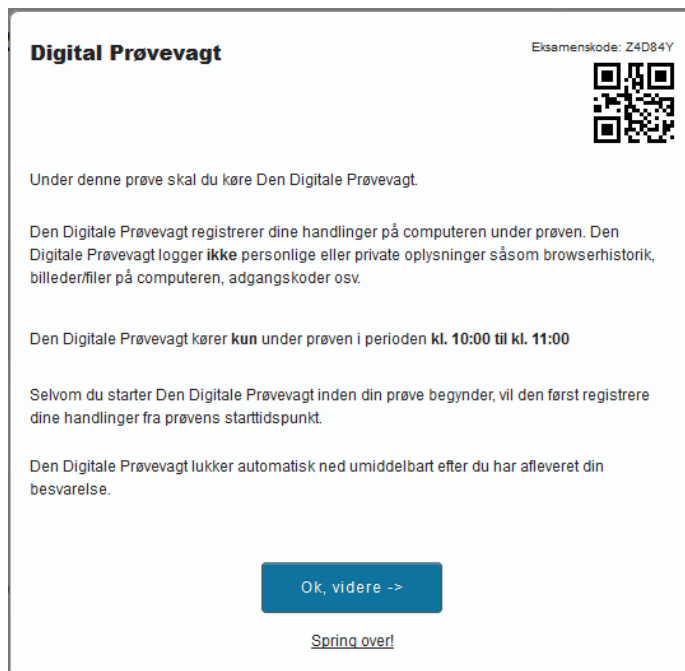 Digital Prøvevagt
Eksamenskode: Z4D84Y
Under denne prøve skal du køre Den Digitale Prøvevagt.
Den Digitale Prøvevagt registrerer dine handlinger på computeren under prøven. Den
Digitale Prøvevagt logger ikke personlige eller private oplysninger såsom browserhistorik,
billeder/filer på computeren, adgangskoder osv.
Den Digitale Prøvevagt kører kun under prøven i perioden kl. 10:00 til kl. 11:00
Selvom du starter Den Digitale Prøvevagt inden din prøve begynder, vil den først registrere
dine handlinger fra prøvens starttidspunkt.
Den Digitale Prøvevagt lukker automatisk ned umiddelbart efter du har afleveret din
besvarelse.
Ok, videre ->
Spring over!